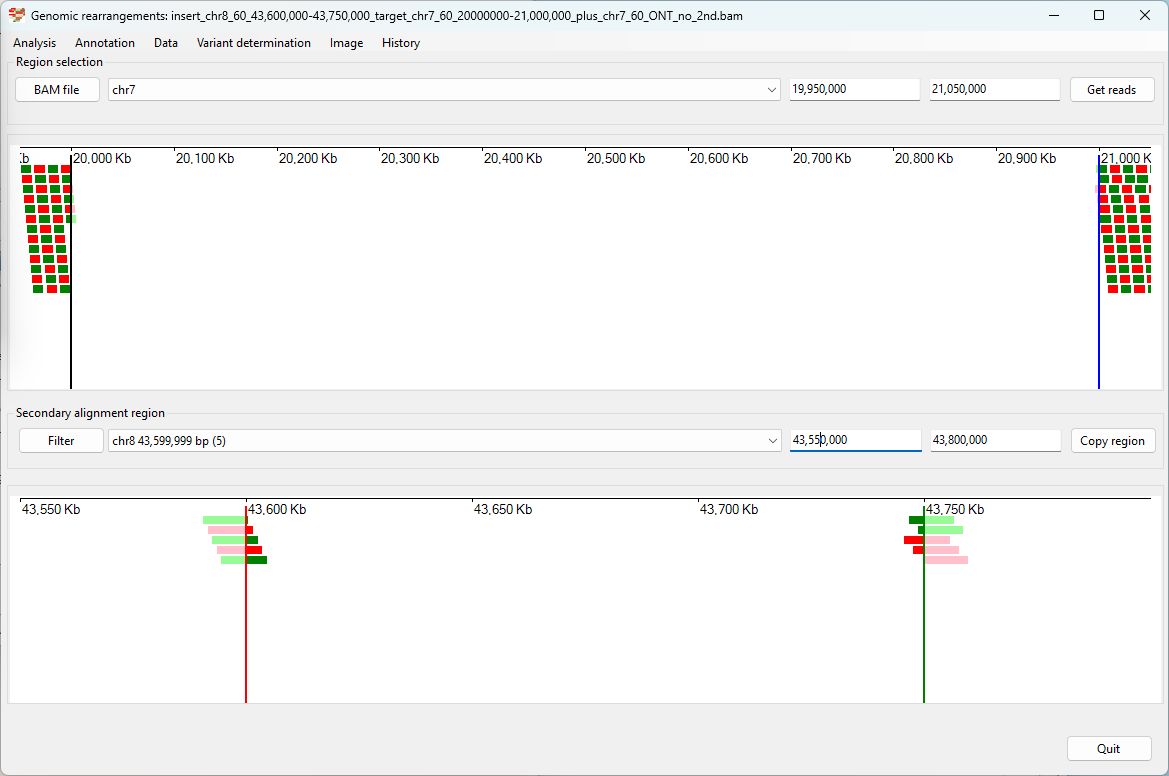 Genomic rearrangements: insert_chr8_60_43,600,000-43,750,000_target_chr7_60_20000000-21,000,000_plus_chr7_60_ONT_no_2nd.bam
Analysis Annotation Data Variant determination Image History
Region selection
BAM file chr7 19,950,000 21,050,000 Get reads
b 20,000 Kb 20,100 Kb 20,200 Kb 20,300 Kb 20,400 Kb 20,500 Kb 20,600 Kb 20,700 Kb 20,800 Kb 20,900 Kb 21,000 K
Secondary alignment region
Filter chr8 43,599,999 bp (5) 43,550,000 43,800,000 Copy region
43,550 Kb 43,600 Kb 43,650 Kb 43,700 Kb 43,750 Kb
Quit